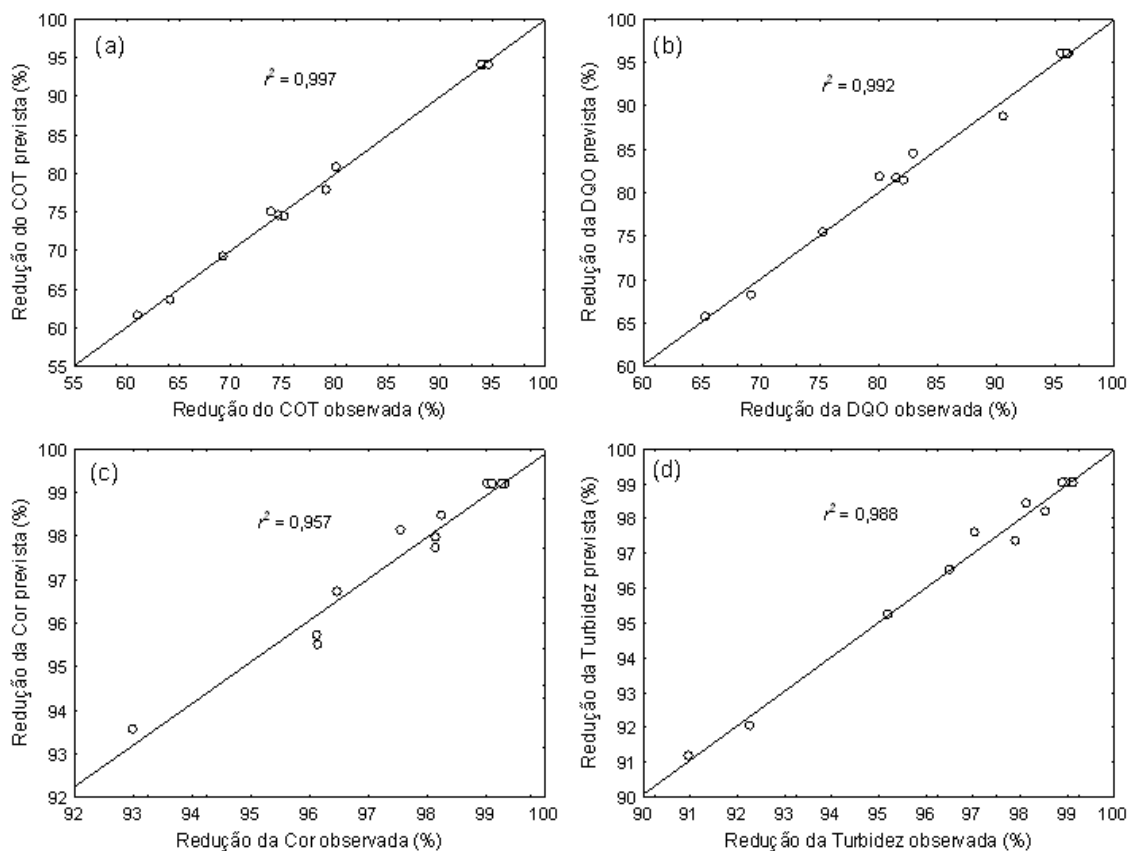 (a)
r² = 0,997
Redução do COT prevista (%)
100
95
90
85
80
75
70
65
60
55
55 60 65 70 75 80 85 90 95 100
Redução do COT observada (%)
(b)
r² = 0,992
Redução da DQO prevista (%)
100
95
90
85
80
75
70
65
60
60 65 70 75 80 85 90 95 100
Redução da DQO observada (%)
(c)
r² = 0,957
Redução da Cor prevista (%)
100
99
98
97
96
95
94
93
92
92 93 94 95 96 97 98 99 100
Redução da Cor observada (%)
(d)
r² = 0,988
Redução da Turbidez prevista (%)
100
99
98
97
96
95
94
93
92
91
90
90 91 92 93 94 95 96 97 98 99 100
Redução da Turbidez observada (%)